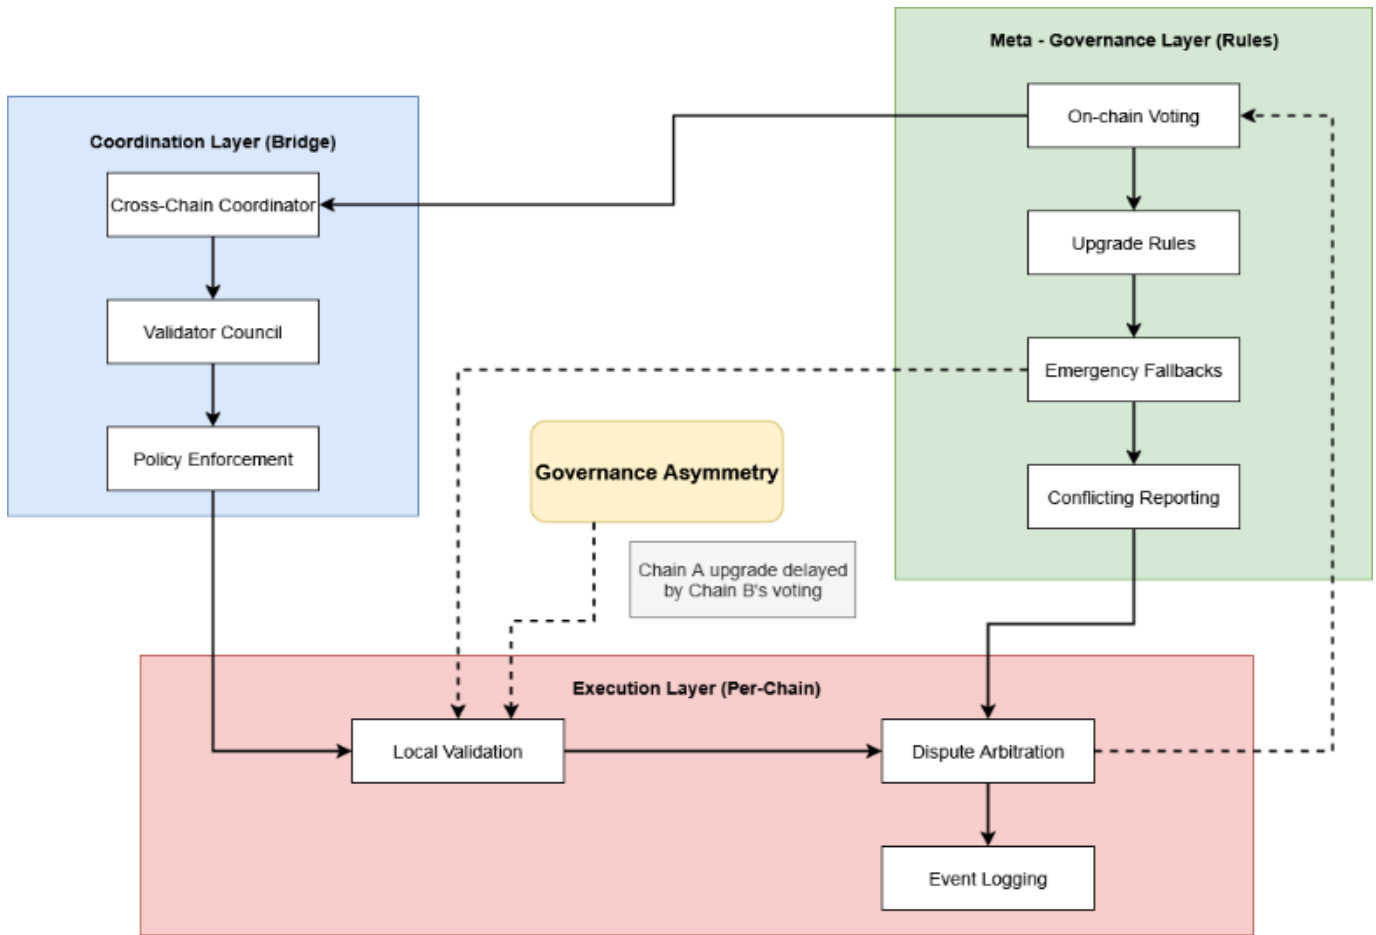 Meta - Governance Layer (Rules)
On-chain Voting
Upgrade Rules
Emergency Fallbacks
Conflicting Reporting
Coordination Layer (Bridge)
Cross-Chain Coordinator
Validator Council
Policy Enforcement
Governance Asymmetry
Chain A upgrade delayed
by Chain B's voting
Execution Layer (Per-Chain)
Local Validation
Dispute Arbitration
Event Logging